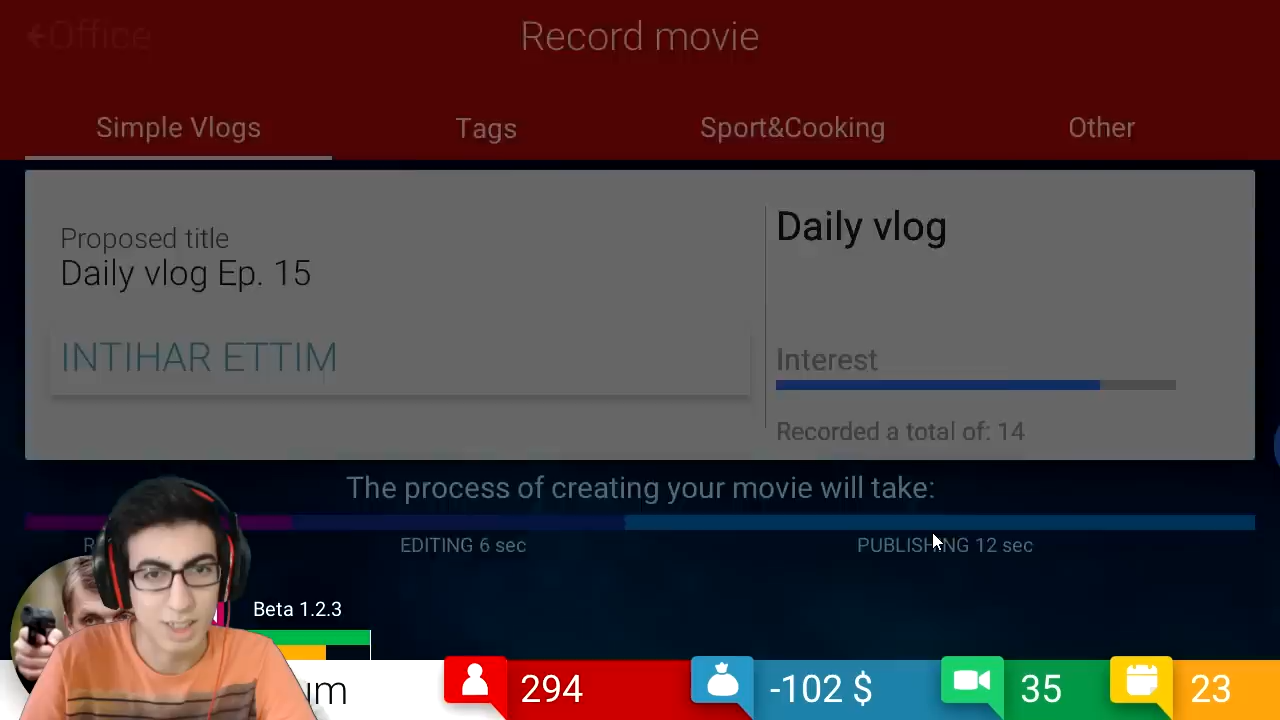 Office
Record movie
Simple Vlogs
Tags
Sport&Cooking
Other
Proposed title
Daily vlog Ep. 15
INTIHAR ETTIM
Daily vlog
Interest
Recorded a total of: 14
The process of creating your movie will take:
EDITING 6 sec
PUBLISHING 12 sec
Beta 1.2.3
294
-102 $
35
23